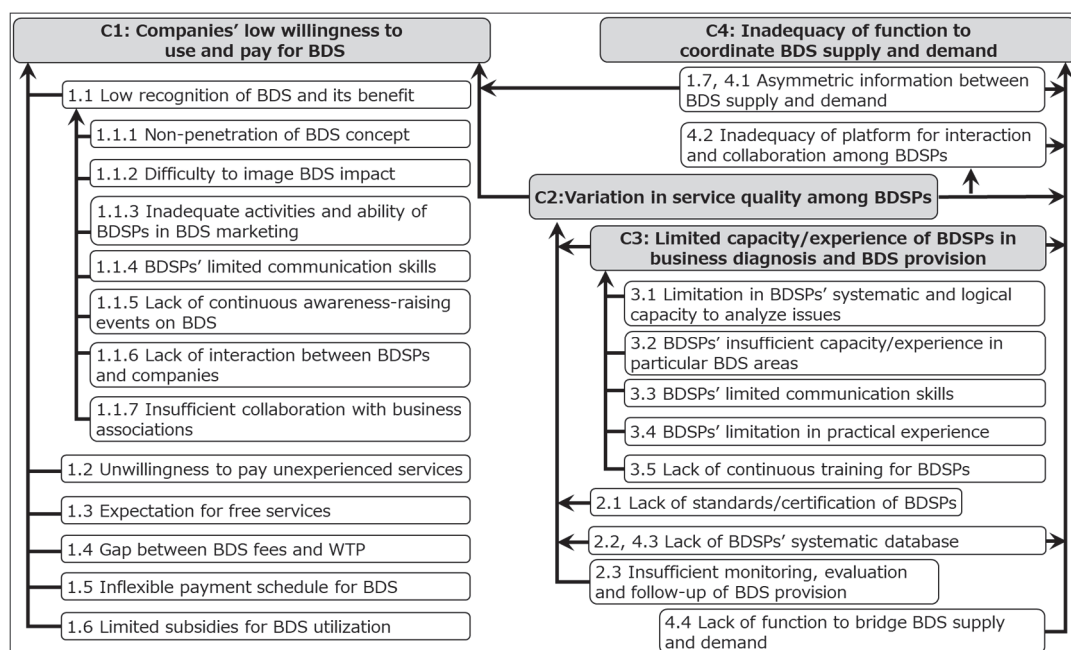 C1: Companies' low willingness to
use and pay for BDS
1.1 Low recognition of BDS and its benefit
1.1.1 Non-penetration of BDS concept
1.1.2 Difficulty to image BDS impact
1.1.3 Inadequate activities and ability of
BDSPs in BDS marketing
1.1.4 BDSPs' limited communication skills
1.1.5 Lack of continuous awareness-raising
events on BDS
1.1.6 Lack of interaction between BDSPs
and companies
1.1.7 Insufficient collaboration with business
associations
1.2 Unwillingness to pay unexperienced services
1.3 Expectation for free services
1.4 Gap between BDS fees and WTP
1.5 Inflexible payment schedule for BDS
1.6 Limited subsidies for BDS utilization
C4: Inadequacy of function to
coordinate BDS supply and demand
1.7, 4.1 Asymmetric information between
BDS supply and demand
4.2 Inadequacy of platform for interaction
and collaboration among BDSPs
C2:Variation in service quality among BDSPs
C3: Limited capacity/experience of BDSPs in
business diagnosis and BDS provision
3.1 Limitation in BDSPs' systematic and logical
capacity to analyze issues
3.2 BDSPs' insufficient capacity/experience in
particular BDS areas
3.3 BDSPs' limited communication skills
3.4 BDSPs' limitation in practical experience
3.5 Lack of continuous training for BDSPs
2.1 Lack of standards/certification of BDSPs
2.2, 4.3 Lack of BDSPs' systematic database
2.3 Insufficient monitoring, evaluation
and follow-up of BDS provision
4.4 Lack of function to bridge BDS supply
and demand